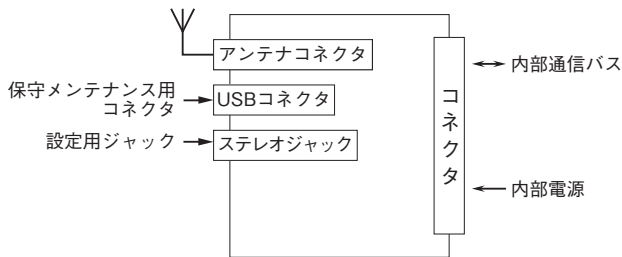 アンテナコネクタ
保守メンテナンス用
コネクタ
USBコネクタ
設定用ジャック
ステレオジャック
コネクタ
内部通信バス
内部電源